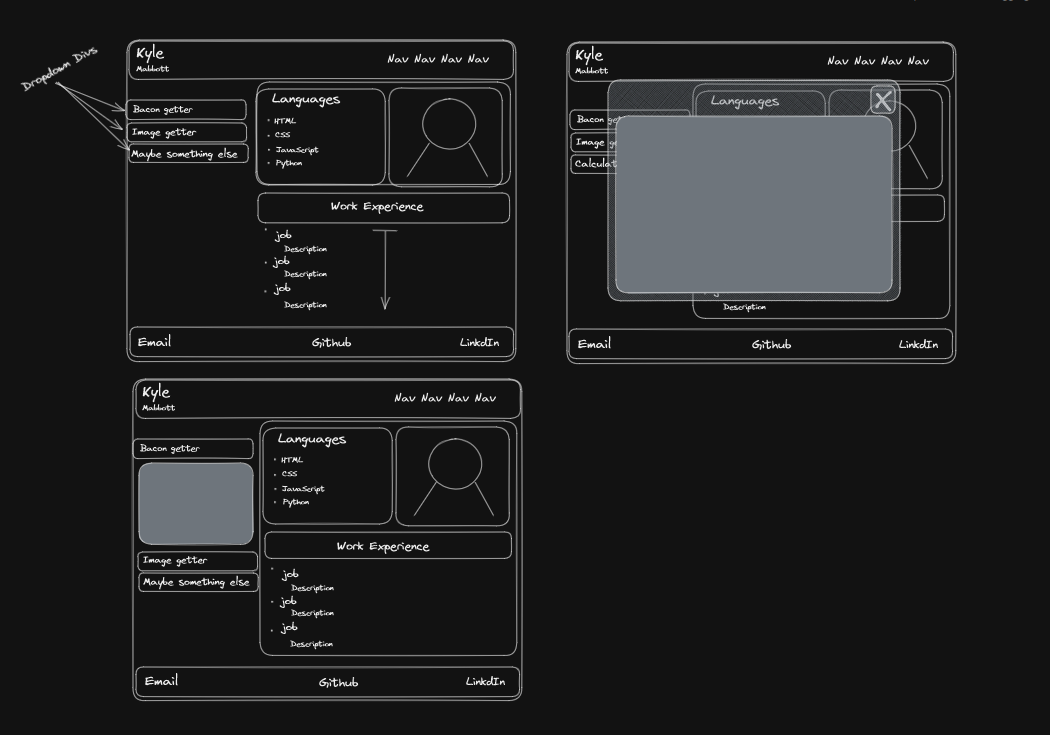 Dropdown Divs
Kyle
Mabbott
Nav Nav Nav Nav
Bacon getter
Image getter
Maybe something else
Languages
HTML
CSS
JavaScript
Python
Work Experience
job
Description
job
Description
job
Description
Email Github LinkdIn
Kyle
Mabbott
Nav Nav Nav Nav
Languages
X
Bacon get
Image ge
Calculat
Description
Email Github LinkdIn
Kyle
Mabbott
Nav Nav Nav Nav
Bacon getter
Image getter
Maybe something else
Languages
HTML
CSS
JavaScript
Python
Work Experience
job
Description
job
Description
job
Description
Email Github LinkdIn